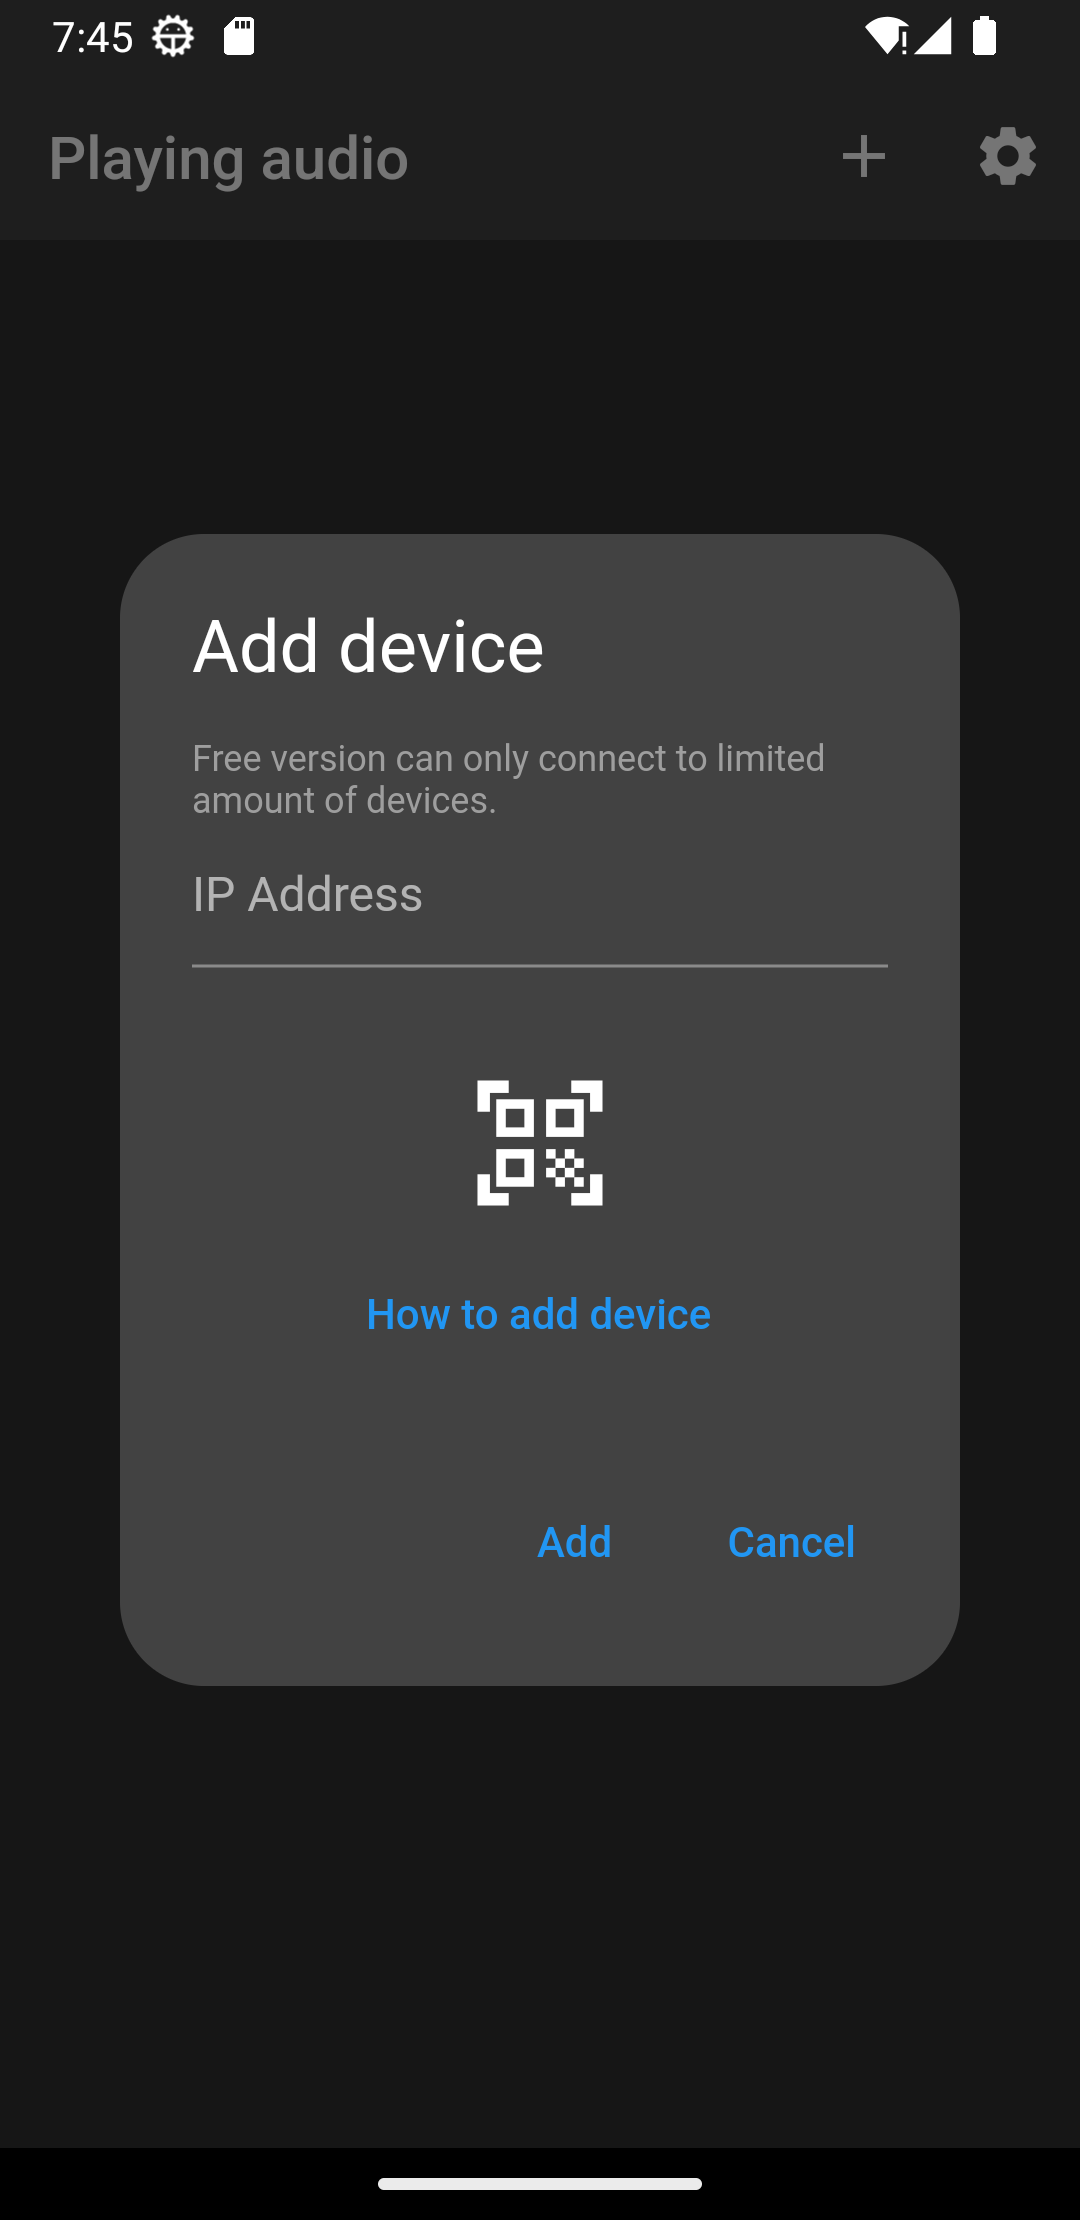 7:45
Playing audio
Add device
Free version can only connect to limited
amount of devices.
IP Address
How to add device
Add
Cancel